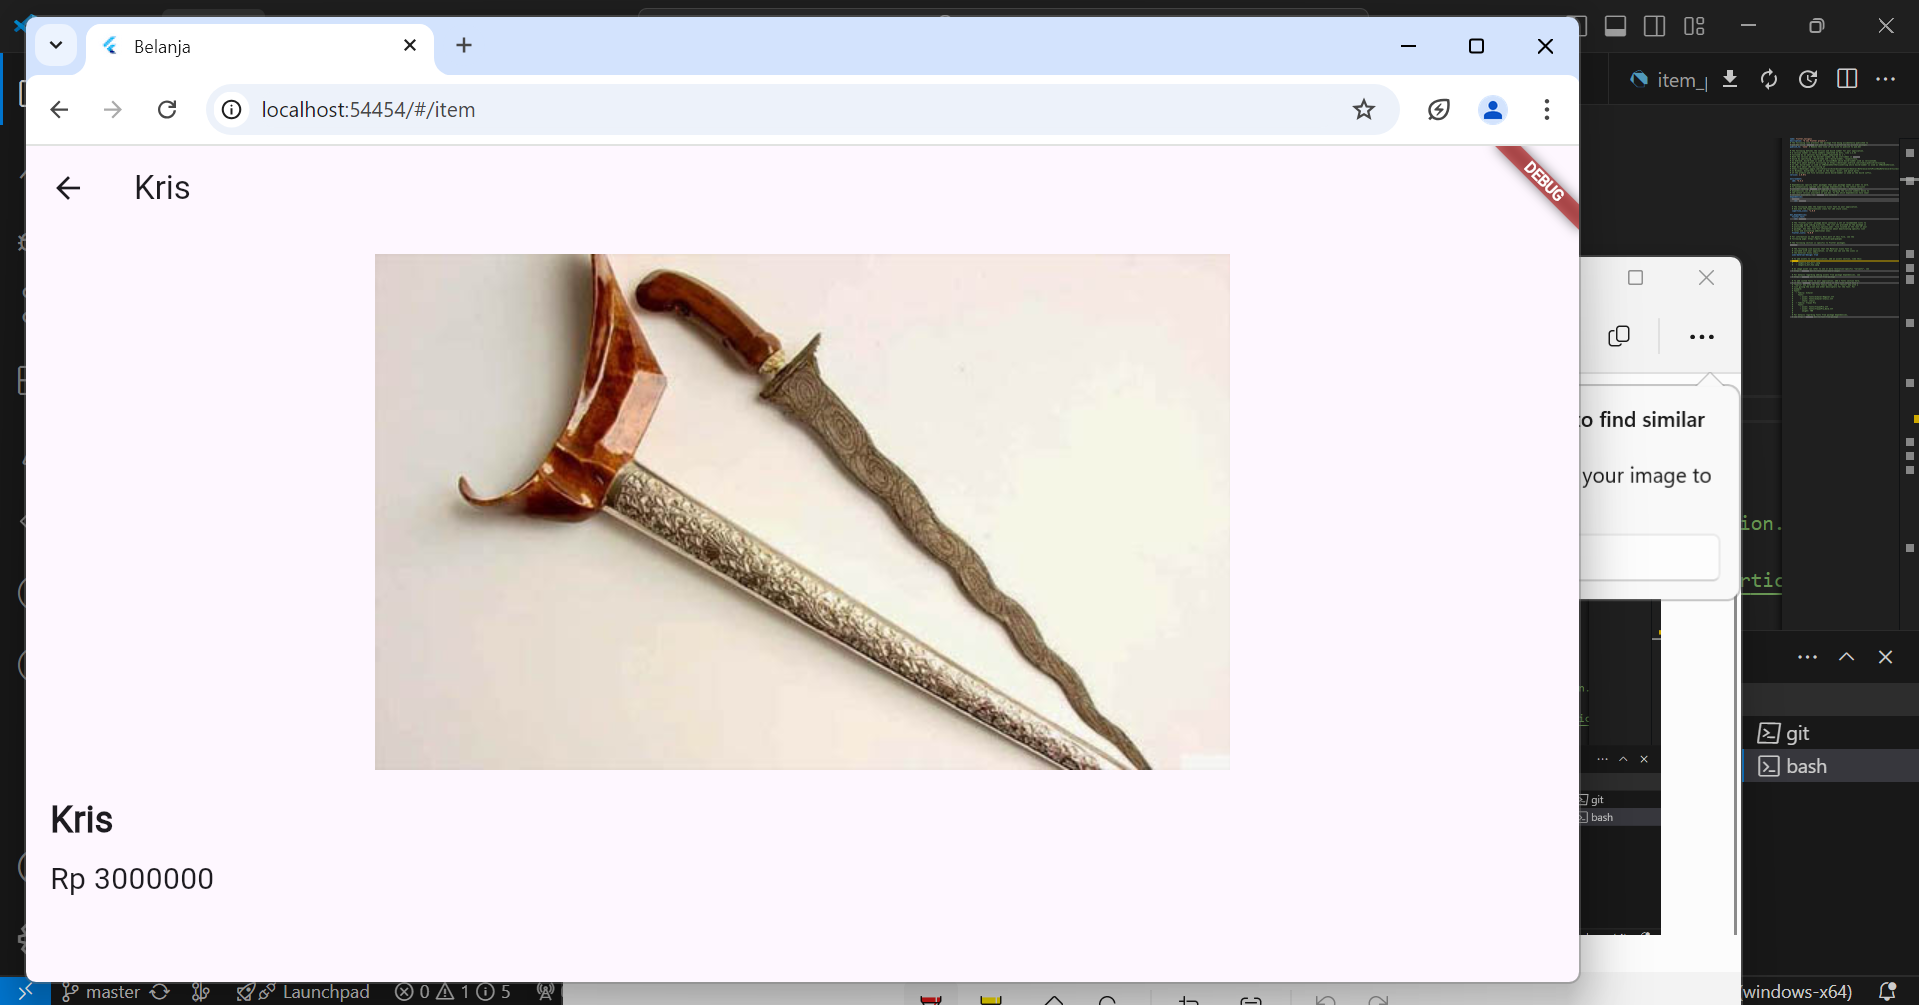 Belanja
item_
localhost:54454/#/item
Kris
DEBUG
to find similar
your image to
ion.
rtic
Kris
Rp 3000000
git
bash
git
bash
master
Launchpad
0
1
5
windows-x64)